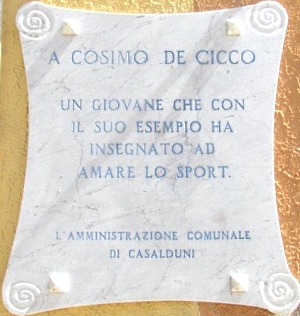 A COSIMO DE CICCO
UN GIOVANE CHE CON
IL SUO ESEMPIO HA
INSEGNATO AD
AMARE LO SPORT.
L'AMMINISTRAZIONE COMUNALE
DI CASALDUNI